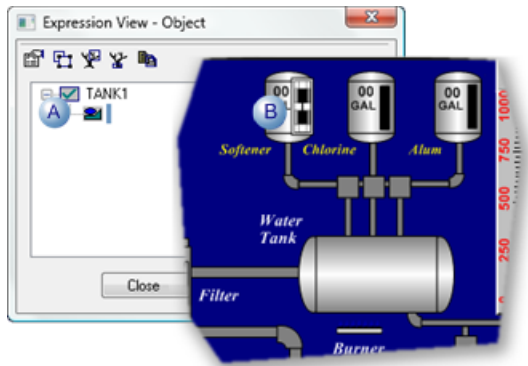 Expression View - Object
TANK1
A
Close
00
GAL
B
00
GAL
00
GAL
Softener
Chlorine
Alum
Water
Tank
Filter
Burner
1000
750
500
250